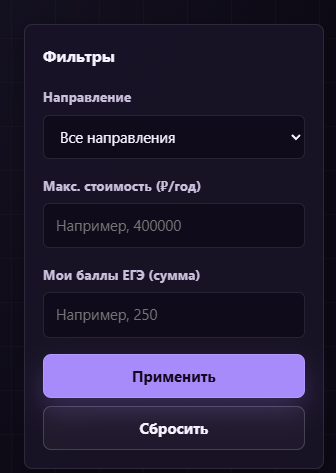 Фильтры
Направление
Все направления
Макс. стоимость (₽/год)
Например, 400000
Мои баллы ЕГЭ (сумма)
Например, 250
Применить
Сбросить